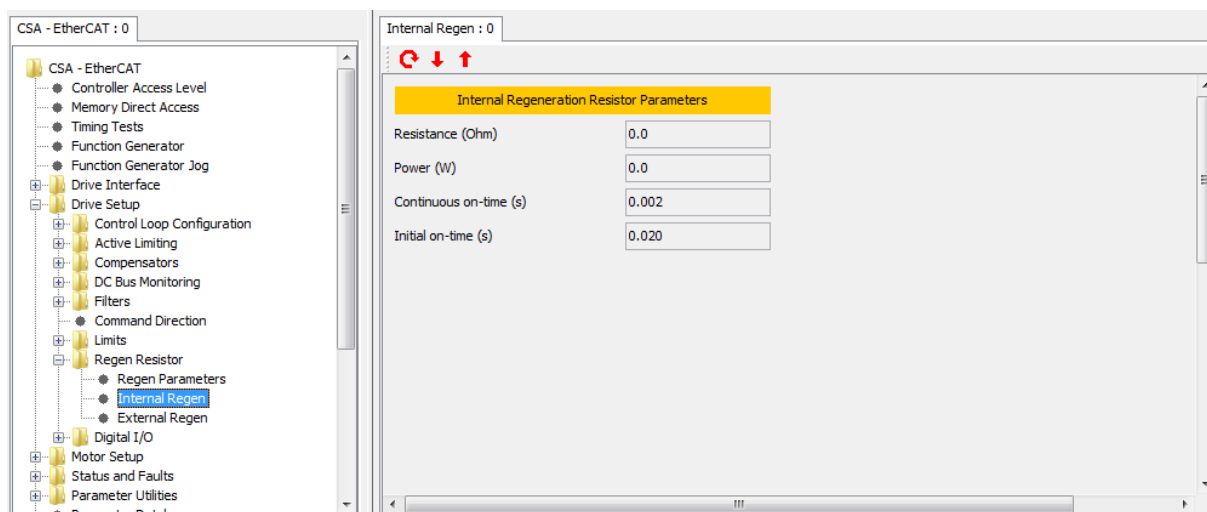 CSA - EtherCAT : 0
CSA - EtherCAT
Controller Access Level
Memory Direct Access
Timing Tests
Function Generator
Function Generator Jog
Drive Interface
Drive Setup
Control Loop Configuration
Active Limiting
Compensators
DC Bus Monitoring
Filters
Command Direction
Limits
Regen Resistor
Regen Parameters
Internal Regen
External Regen
Digital I/O
Motor Setup
Status and Faults
Parameter Utilities
Internal Regen : 0
Internal Regeneration Resistor Parameters
Resistance (Ohm) 0.0
Power (W) 0.0
Continuous on-time (s) 0.002
Initial on-time (s) 0.020